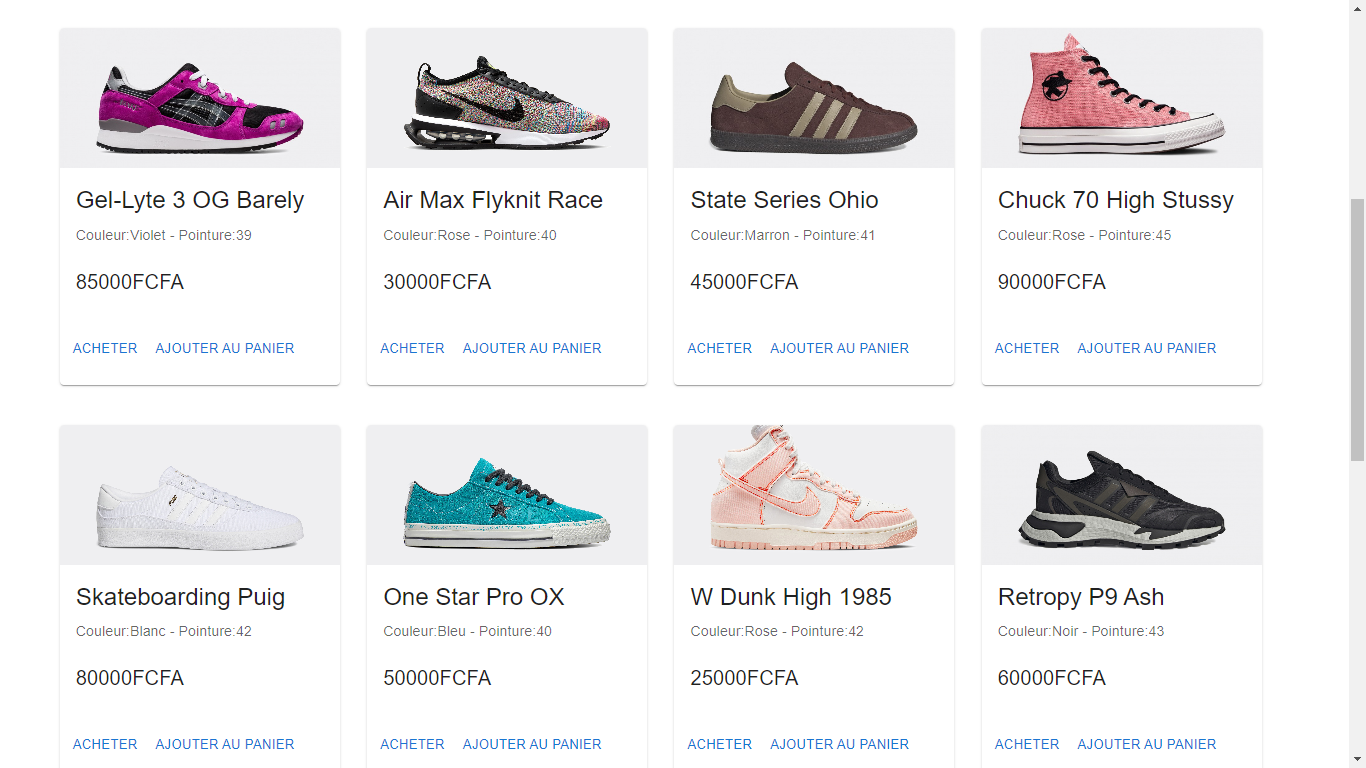 Gel-Lyte 3 OG Barely
Couleur:Violet - Pointure:39
85000FCFA
ACHETER AJOUTER AU PANIER
Air Max Flyknit Race
Couleur:Rose - Pointure:40
30000FCFA
ACHETER AJOUTER AU PANIER
State Series Ohio
Couleur:Marron - Pointure:41
45000FCFA
ACHETER AJOUTER AU PANIER
Chuck 70 High Stussy
Couleur:Rose - Pointure:45
90000FCFA
ACHETER AJOUTER AU PANIER
Skateboarding Puig
Couleur:Blanc - Pointure:42
80000FCFA
ACHETER AJOUTER AU PANIER
One Star Pro OX
Couleur:Bleu - Pointure:40
50000FCFA
ACHETER AJOUTER AU PANIER
W Dunk High 1985
Couleur:Rose - Pointure:42
25000FCFA
ACHETER AJOUTER AU PANIER
Retropy P9 Ash
Couleur:Noir - Pointure:43
60000FCFA
ACHETER AJOUTER AU PANIER